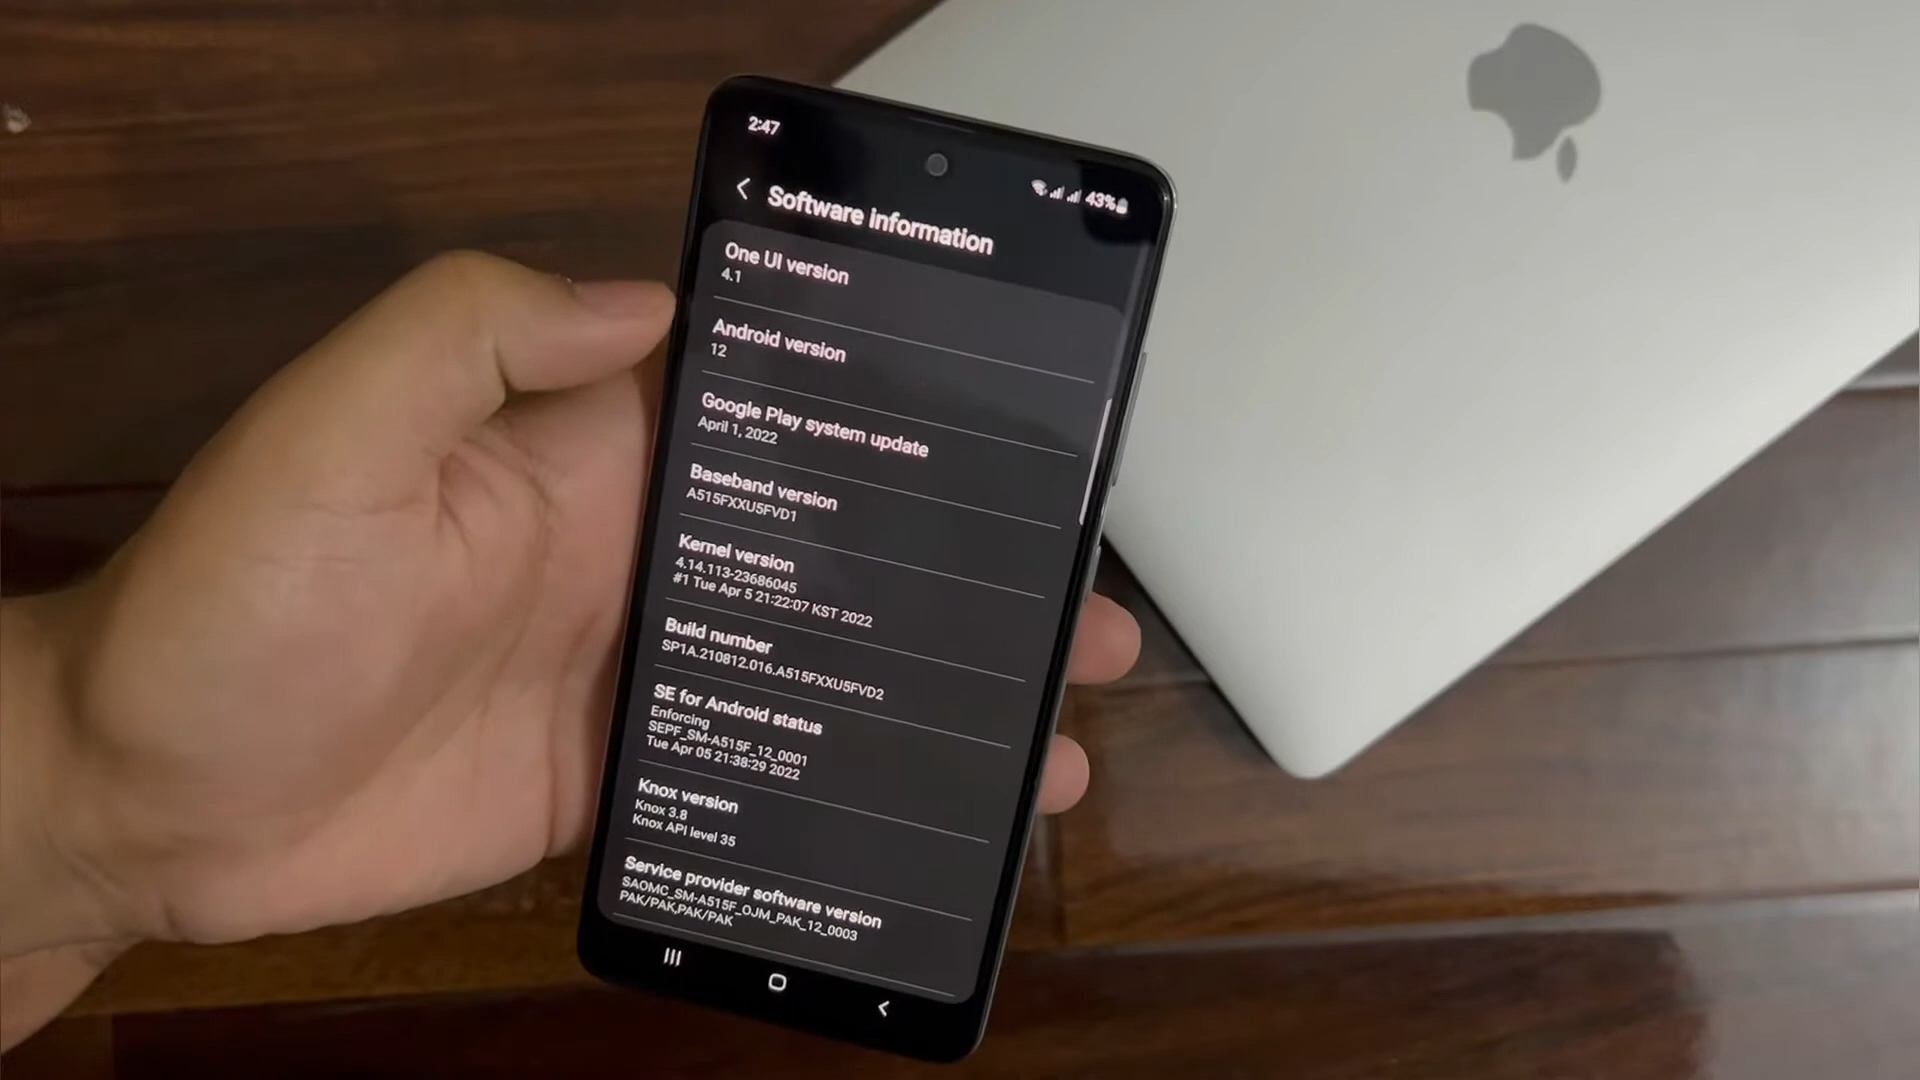 2:47
43%
Software information
One UI version
4.1
Android version
12
Google Play system update
April 1, 2022
Baseband version
A515FXXU5FVD1
Kernel version
4.14.113-23686045
#1 Tue Apr 5 21:22:07 KST 2022
Build number
SP1A.210812.016.A515FXXU5FVD2
SE for Android status
Enforcing
SEPF_SM-A515F_12_0001
Tue Apr 05 21:38:29 2022
Knox version
Knox 3.8
Knox API level 35
Service provider software version
SAOMC_SM-A515F_OJM_PAK_12_0003
PAK/PAK,PAK/PAK